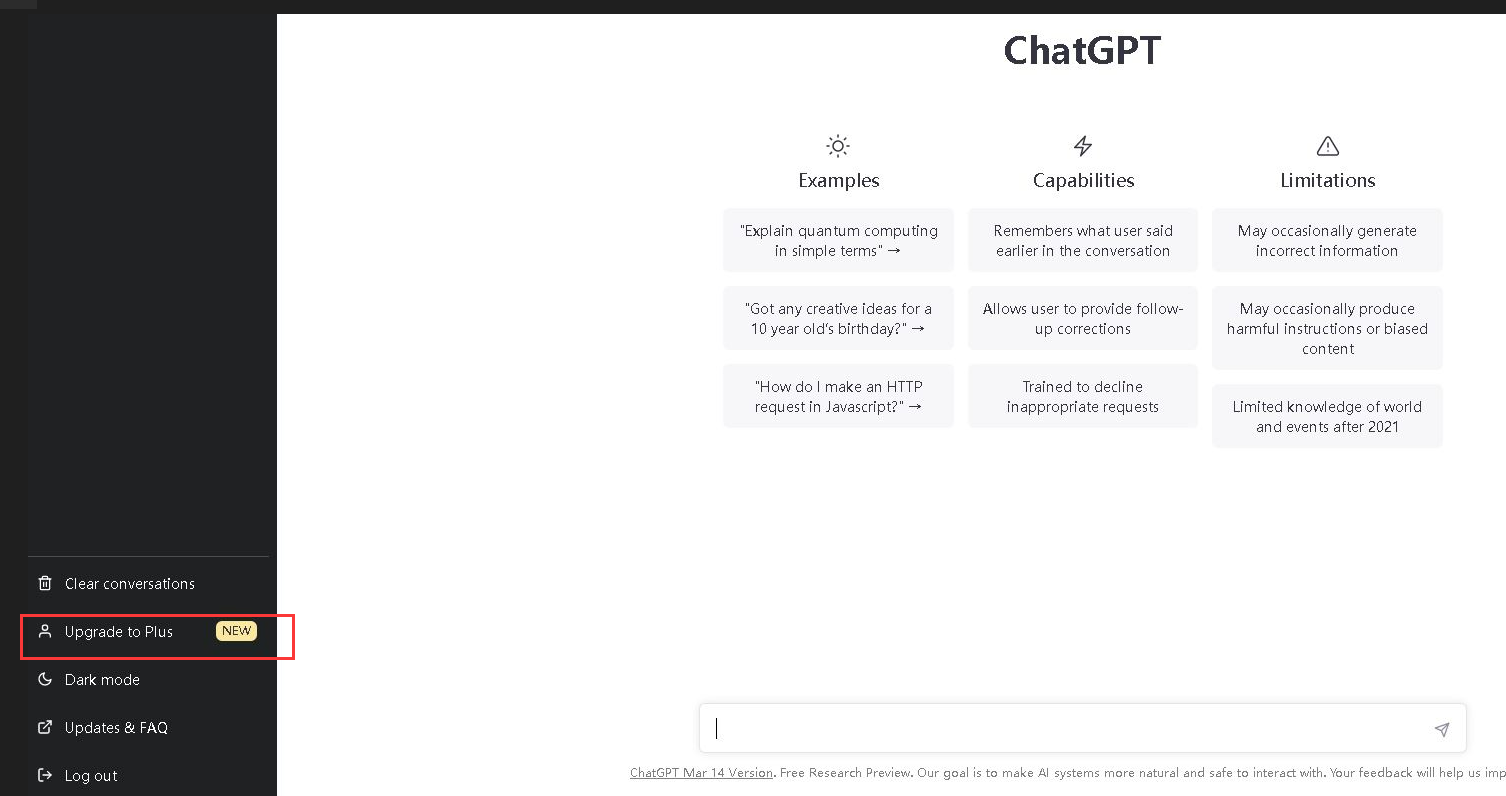 ChatGPT
Examples
"Explain quantum computing
in simple terms" →
"Got any creative ideas for a
10 year old's birthday?" →
"How do I make an HTTP
request in Javascript?" →
Capabilities
Remembers what user said
earlier in the conversation
Allows user to provide follow-
up corrections
Trained to decline
inappropriate requests
Limitations
May occasionally generate
incorrect information
May occasionally produce
harmful instructions or biased
content
Limited knowledge of world
and events after 2021
Clear conversations
Upgrade to Plus NEW
Dark mode
Updates & FAQ
Log out
ChatGPT Mar 14 Version. Free Research Preview. Our goal is to make AI systems more natural and safe to interact with. Your feedback will help us imp